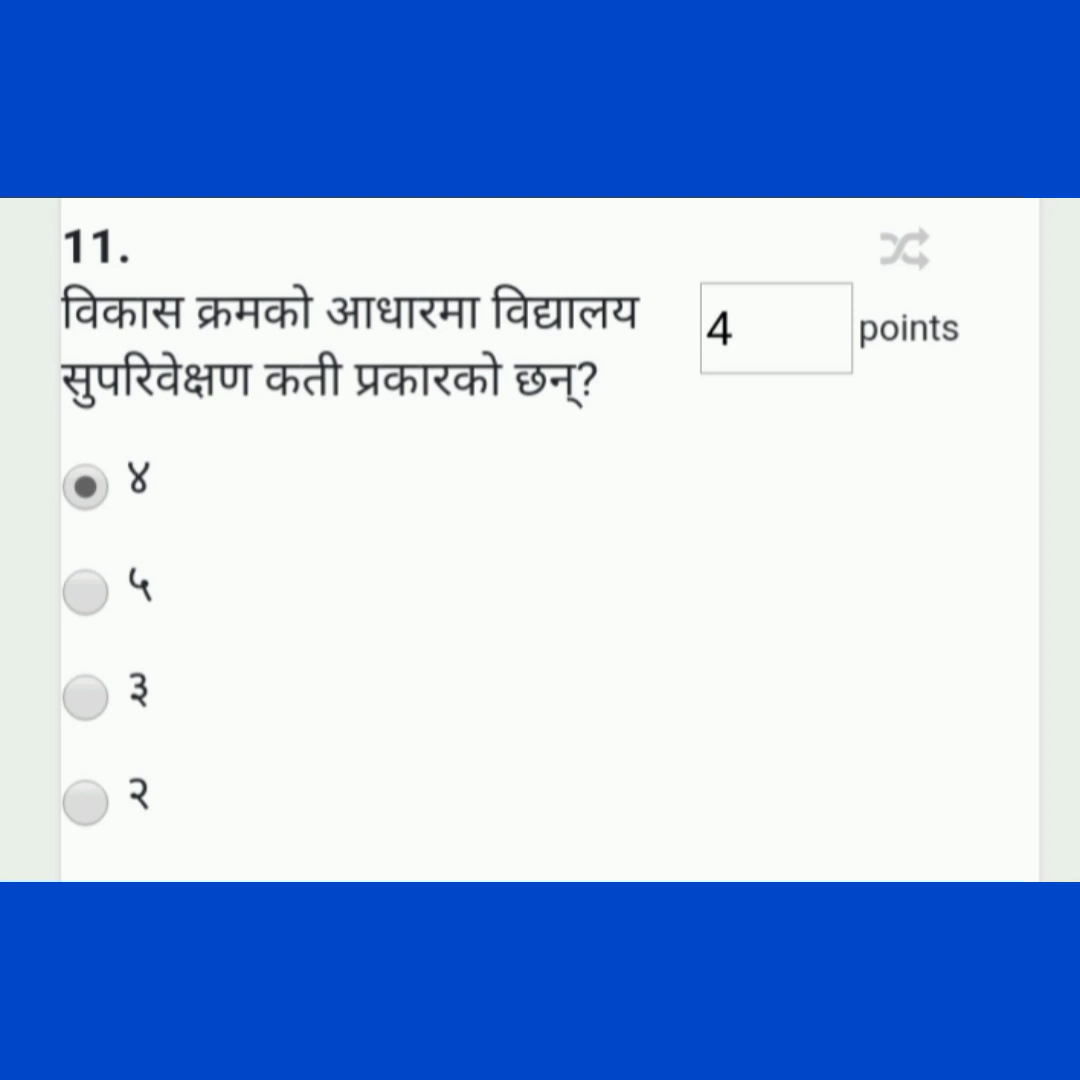 11.
विकास क्रमको आधारमा विद्यालय
सुपरिवेक्षण कती प्रकारको छन्?
4 points
४
५
३
२